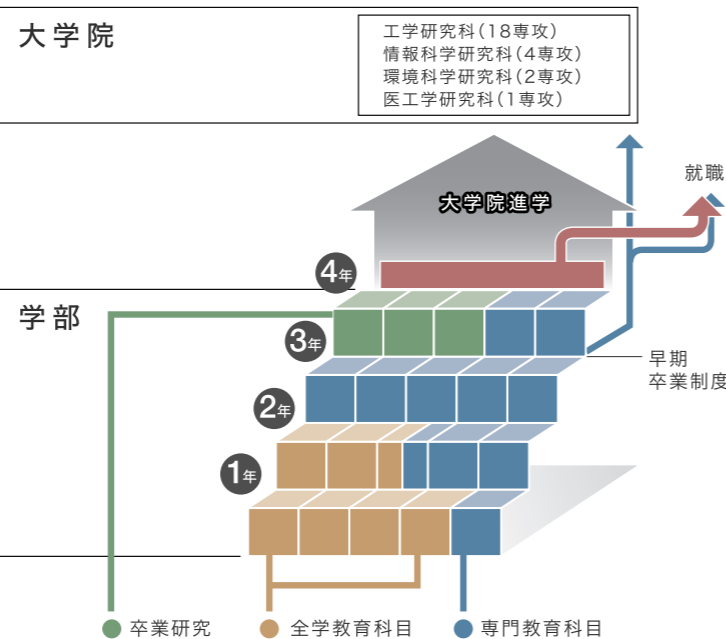 大学院
工学研究科(18専攻)
情報科学研究科(4専攻)
環境科学研究科(2専攻)
医工学研究科(1専攻)
大学院進学
就職
4年
学部
3年
早期
卒業制度
2年
1年
卒業研究
全学教育科目
専門教育科目